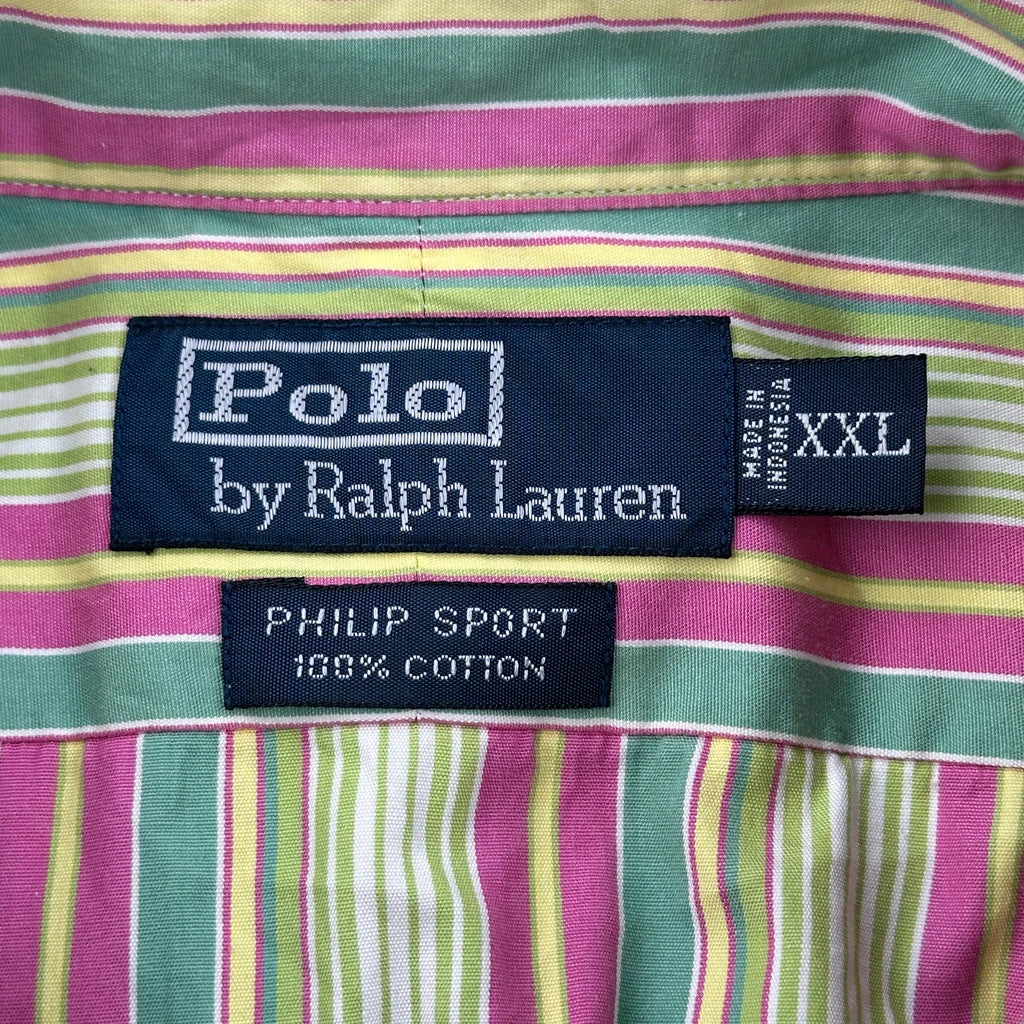 Polo
by Ralph Lauren
MADE IN
INDONESIA
XXL
PHILIP SPORT
100% COTTON